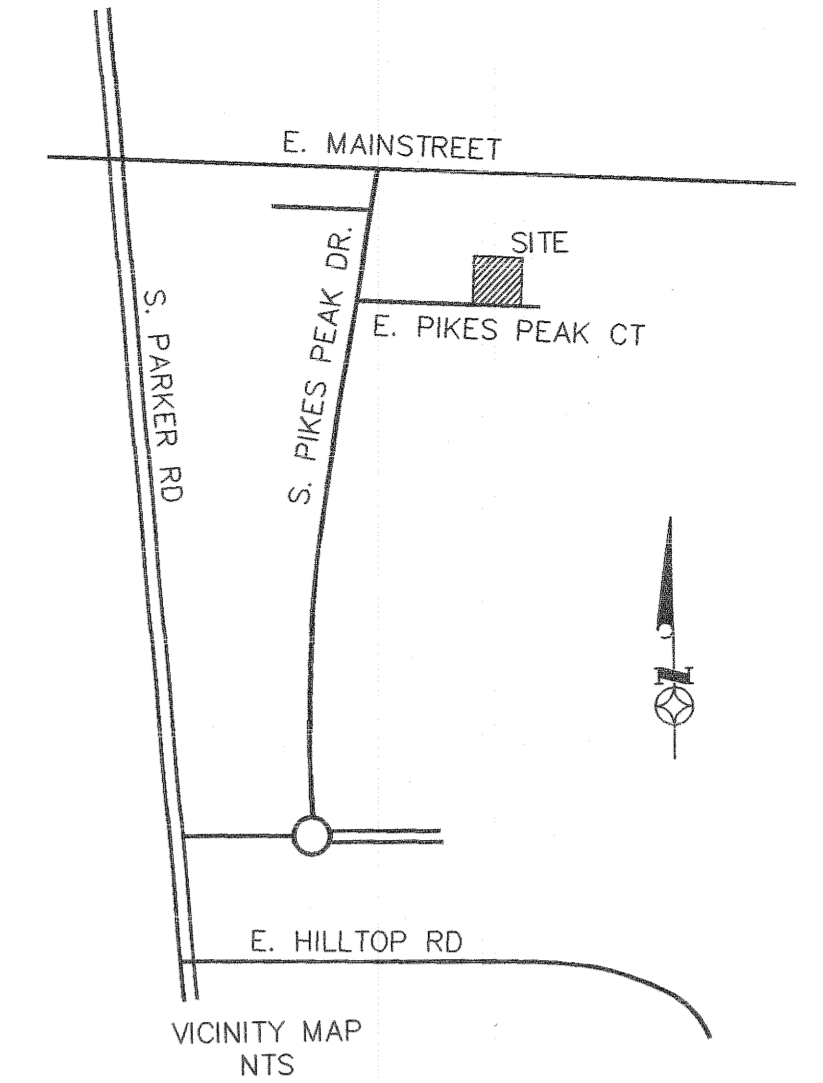 E. MAINSTREET
SITE
E. PIKES PEAK CT
S. PIKES PEAK DR.
S. PARKER RD
N
E. HILLTOP RD
VICINITY MAP
NTS